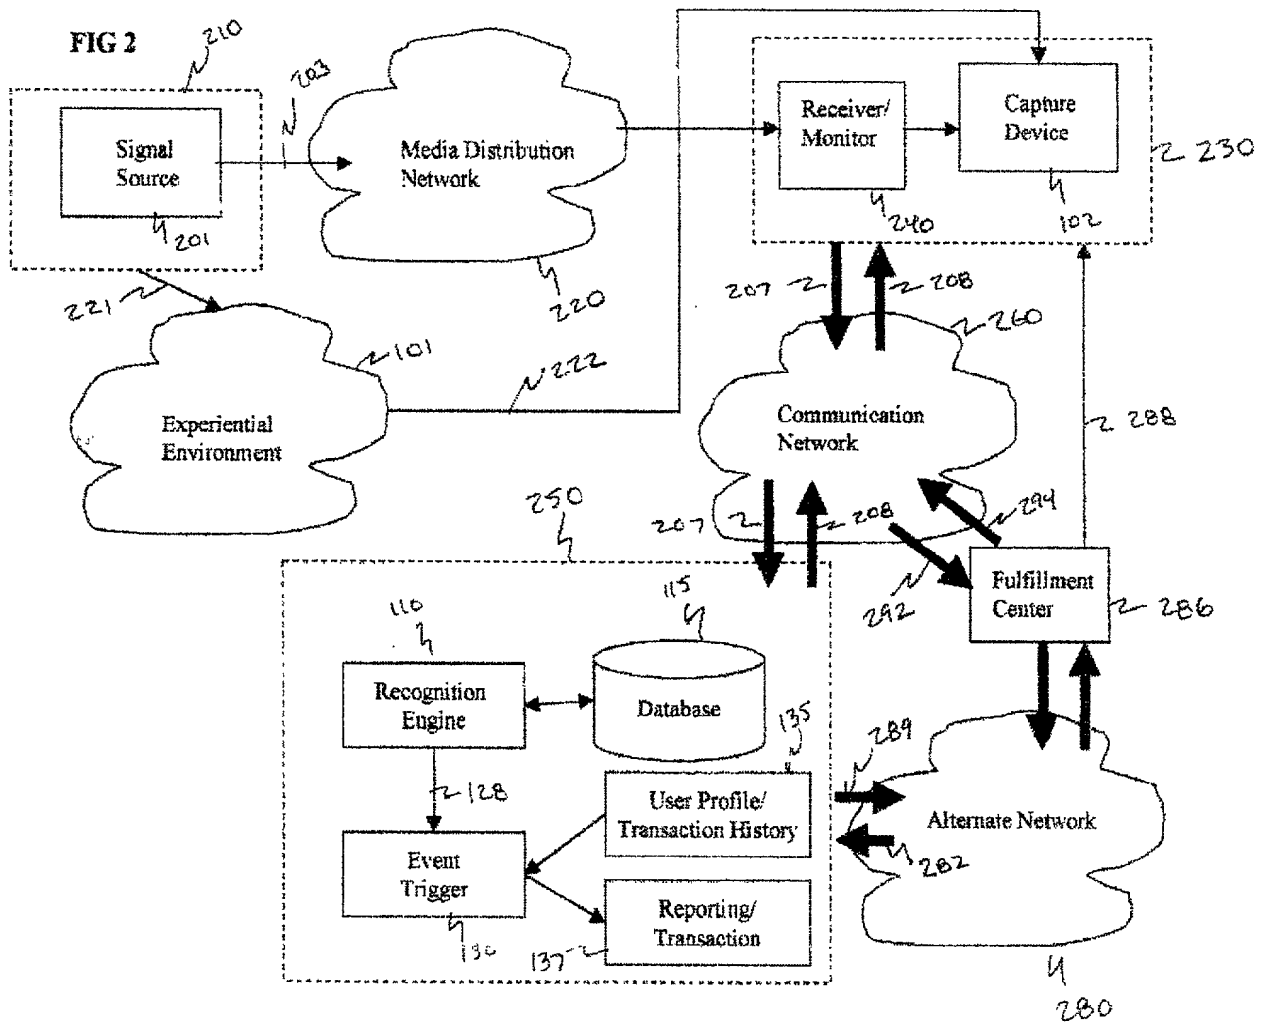 FIG 2
210
203
Signal
Source
201
Media Distribution
Network
220
Receiver/
Monitor
240
Capture
Device
102
230
221
101
222
Experiential
Environment
207
208
260
Communication
Network
288
250
207
208
294
292
Fulfillment
Center
286
110
115
Recognition
Engine
Database
135
289
128
User Profile/
Transaction History
Alternate Network
282
Event
Trigger
130
Reporting/
Transaction
137
280